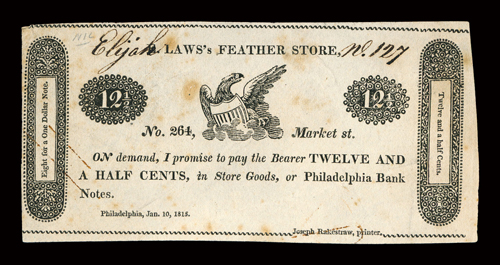 Elijah LAWS's FEATHER STORE, No. 127
Eight for a One Dollar Note.
12½
12½
Twelve and a half Cents.
No. 264, Market st.
ON demand, I promise to pay the Bearer TWELVE AND
A HALF CENTS, in Store Goods, or Philadelphia Bank
Notes.
Philadelphia, Jan. 10, 1815.
Joseph Rakestraw, printer.